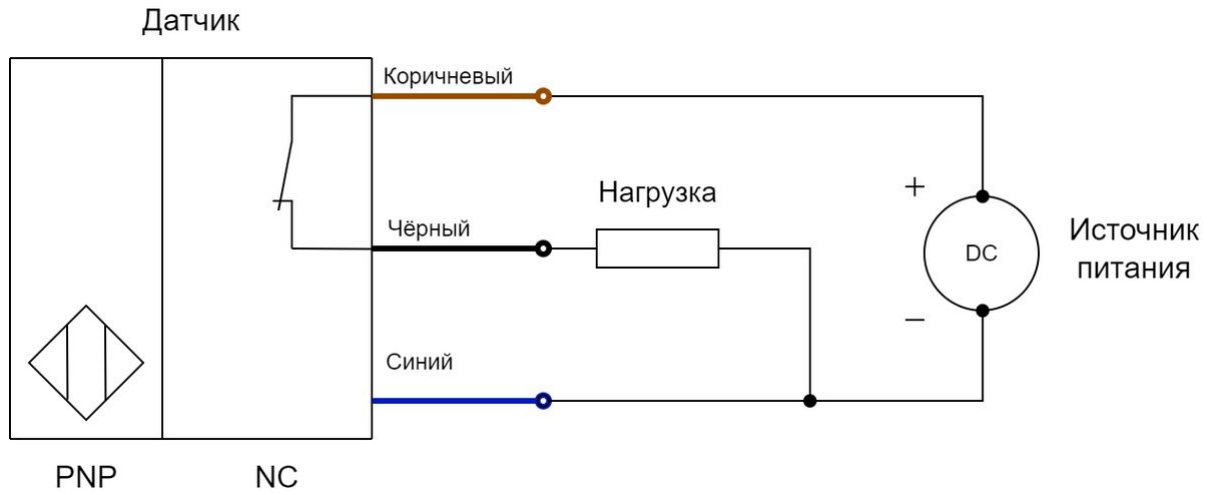 Датчик
Коричневый
Чёрный
Синий
Нагрузка
+
DC
−
Источник
питания
PNP
NC